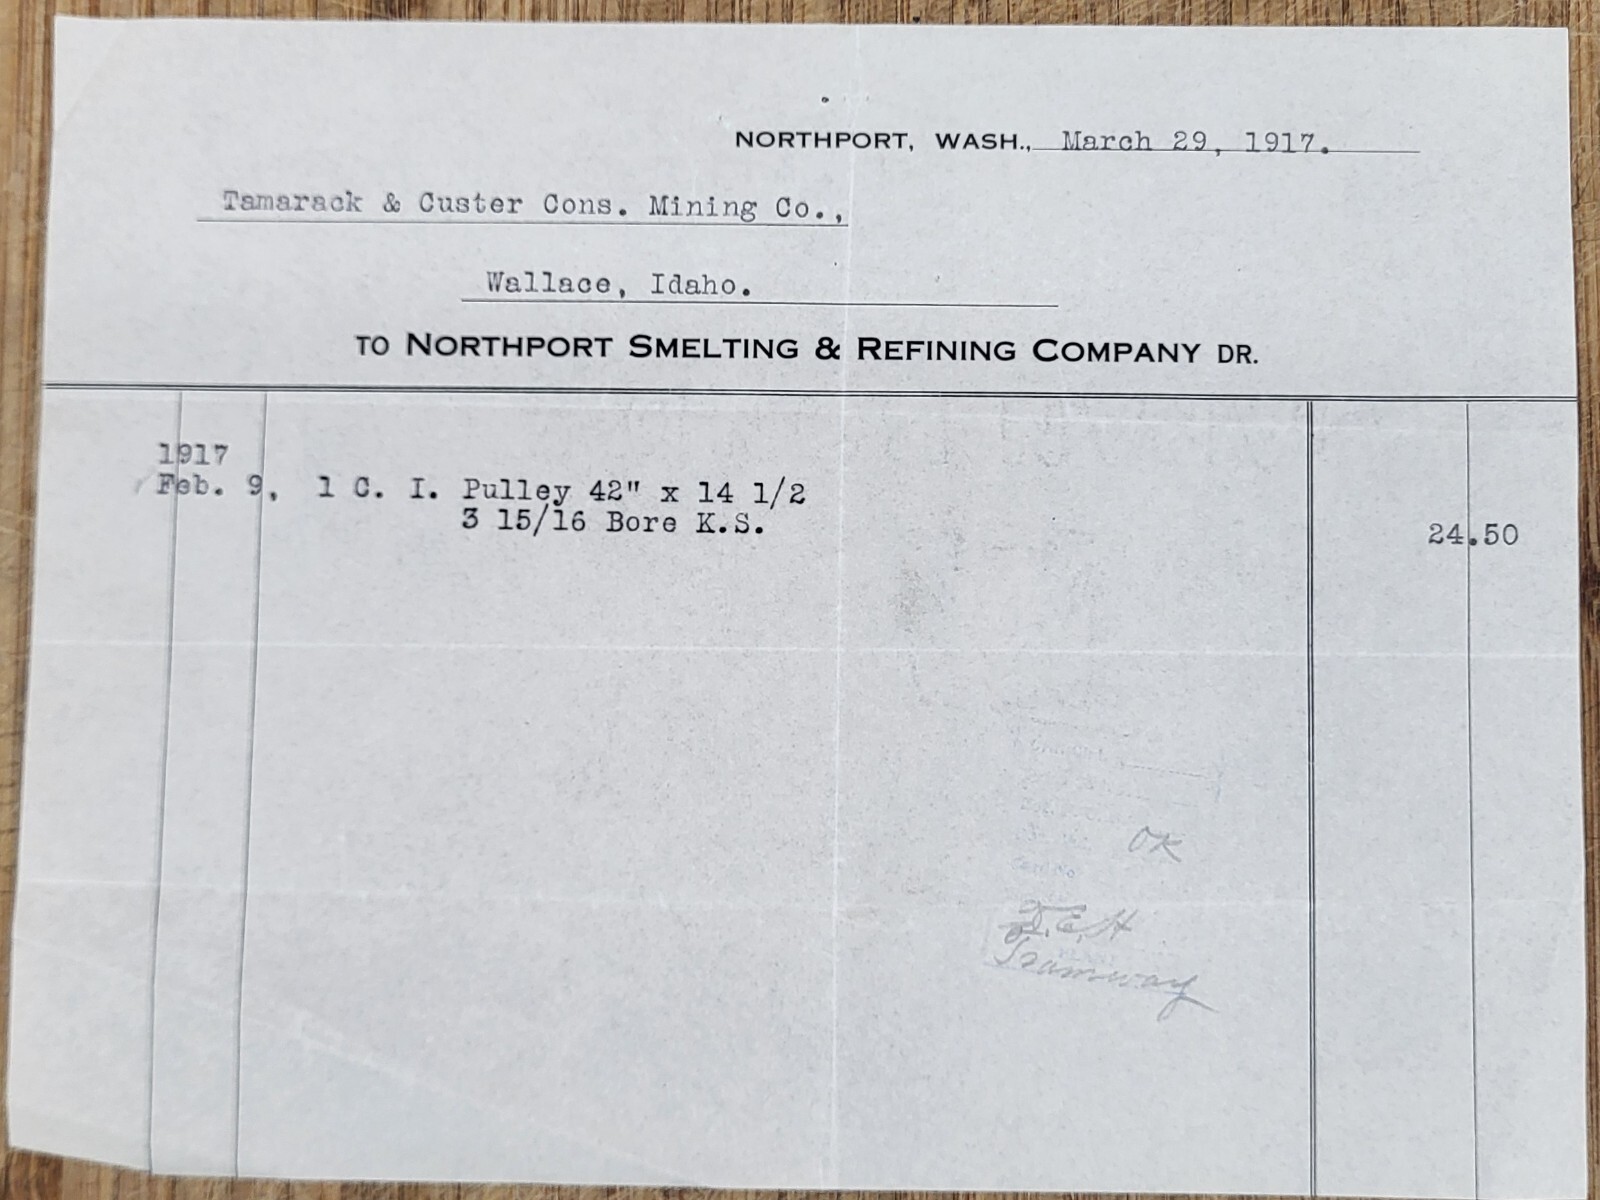 NORTHPORT, WASH., March 29, 1917.
Tamarack & Custer Cons. Mining Co.,
Wallace, Idaho.
TO NORTHPORT SMELTING & REFINING COMPANY DR.
1917
Feb. 9, 1 C. I. Pulley 42" x 14 1/2
3 15/16 Bore K.S. 24.50
OK
E.H
Tramway